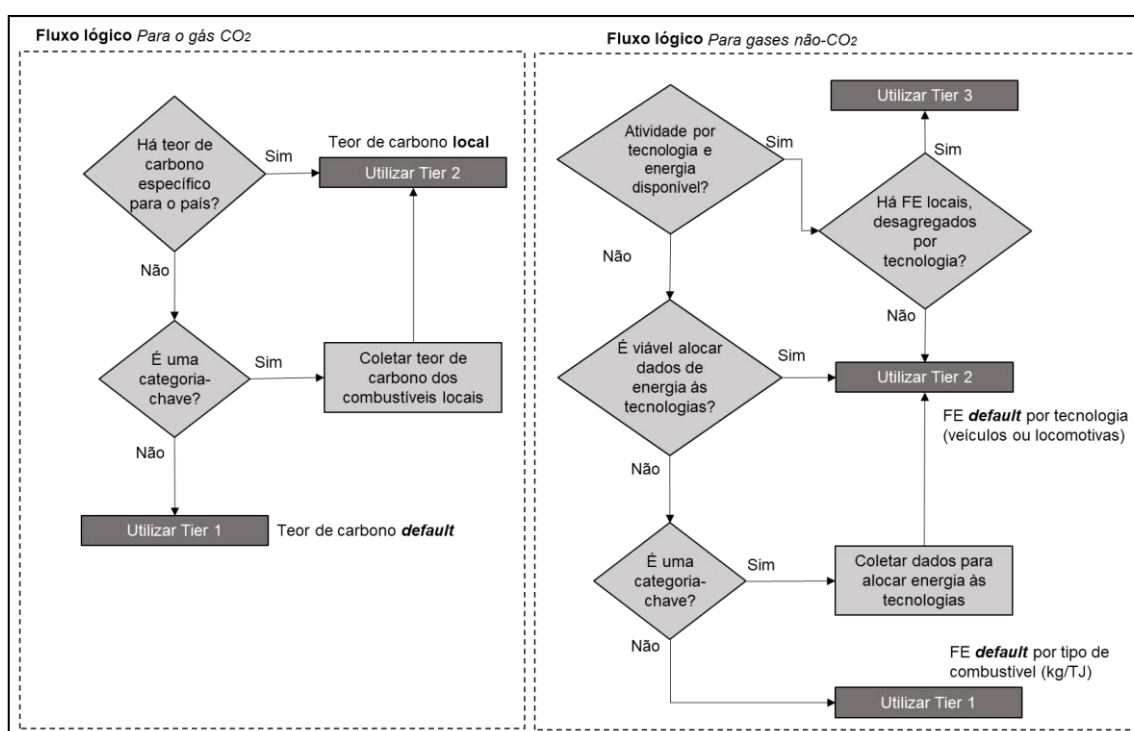 Fluxo lógico Para o gás CO₂
Há teor de
carbono
específico
para o país?
Sim
Teor de carbono local
Utilizar Tier 2
Não
É uma
categoria-
chave?
Sim
Coletar teor de
carbono dos
combustíveis locais
Não
Utilizar Tier 1
Teor de carbono default
Fluxo lógico Para gases não-CO₂
Utilizar Tier 3
Atividade por
tecnologia e
energia
disponível?
Sim
Sim
Há FE locais,
desagregados
por
tecnologia?
Não
Não
É viável alocar
dados de
energia às
tecnologias?
Sim
Utilizar Tier 2
FE default por tecnologia
(veículos ou locomotivas)
Não
É uma
categoria-
chave?
Sim
Coletar dados para
alocar energia às
tecnologias
Não
FE default por tipo de
combustível (kg/TJ)
Utilizar Tier 1